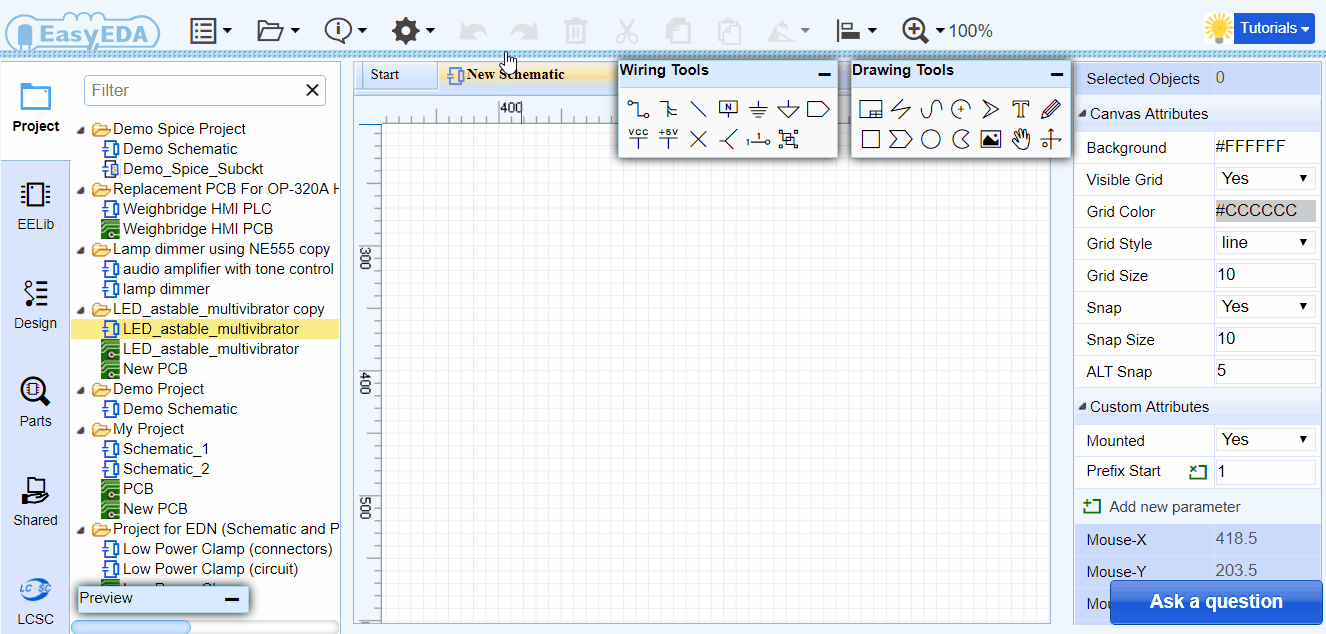 EasyEDA
100%
Tutorials
Project
EELib
Design
Parts
Shared
LCSC
LCSC
Filter
Demo Spice Project
Demo Schematic
Demo_Spice_Subckt
Replacement PCB For OP-320A H
Weighbridge HMI PLC
Weighbridge HMI PCB
Lamp dimmer using NE555 copy
audio amplifier with tone control
lamp dimmer
LED_astable_multivibrator copy
LED_astable_multivibrator
LED_astable_multivibrator
New PCB
Demo Project
Demo Schematic
My Project
Schematic_1
Schematic_2
PCB
New PCB
Project for EDN (Schematic and P
Low Power Clamp (connectors)
Low Power Clamp (circuit)
Preview
Start
New Schematic
400
300
400
500
Wiring Tools
N
VCC
+5V
1
Drawing Tools
T
Selected Objects 0
Canvas Attributes
Background #FFFFFF
Visible Grid Yes
Grid Color #CCCCCC
Grid Style line
Grid Size 10
Snap Yes
Snap Size 10
ALT Snap 5
Custom Attributes
Mounted Yes
Prefix Start 1
Add new parameter
Mouse-X 418.5
Mouse-Y 203.5
Ask a question